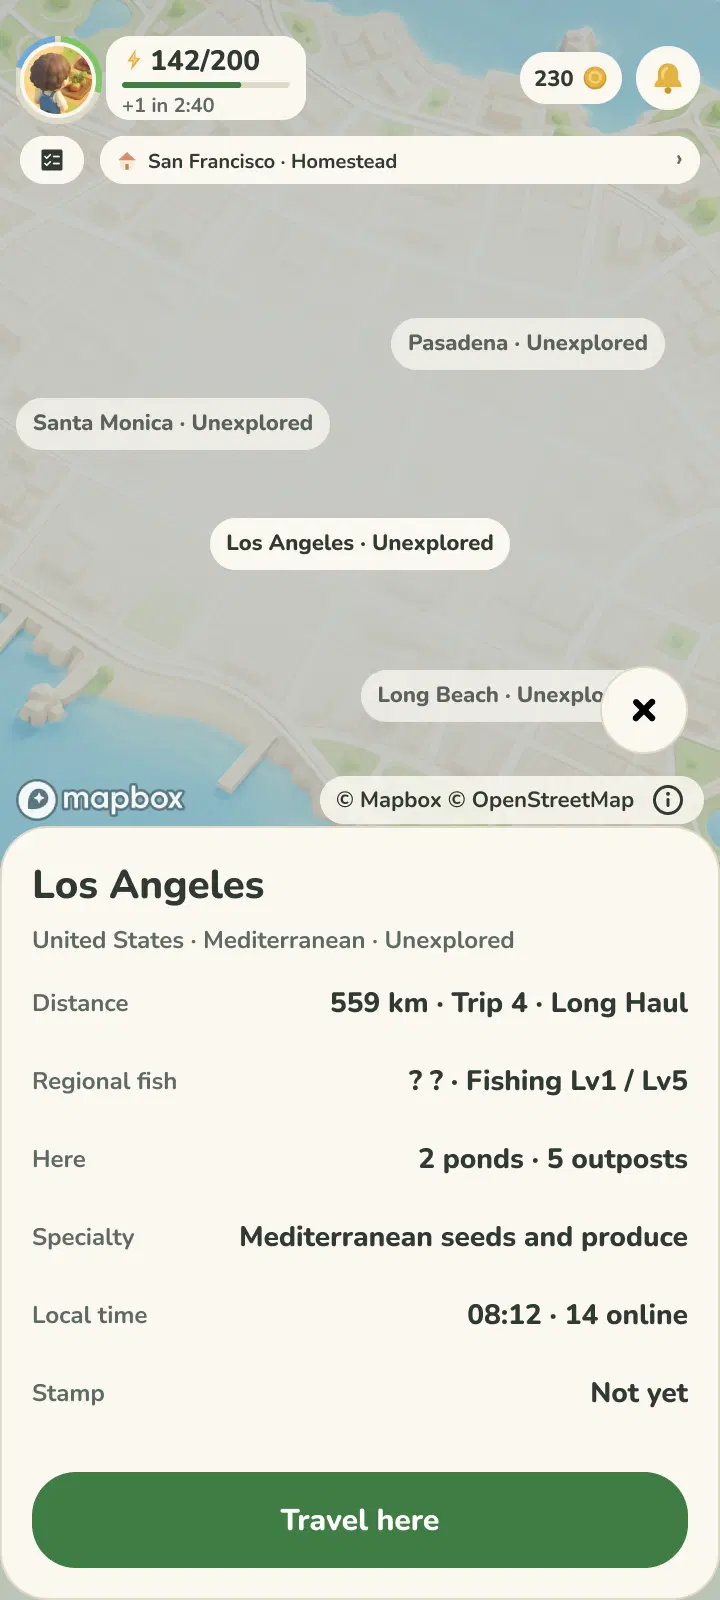 142/200
+1 in 2:40
230
San Francisco · Homestead ›
Pasadena · Unexplored
Santa Monica · Unexplored
Los Angeles · Unexplored
Long Beach · Unexplo
mapbox
© Mapbox © OpenStreetMap
Los Angeles
United States · Mediterranean · Unexplored
Distance 559 km · Trip 4 · Long Haul
Regional fish ? ? · Fishing Lv1 / Lv5
Here 2 ponds · 5 outposts
Specialty Mediterranean seeds and produce
Local time 08:12 · 14 online
Stamp Not yet
Travel here